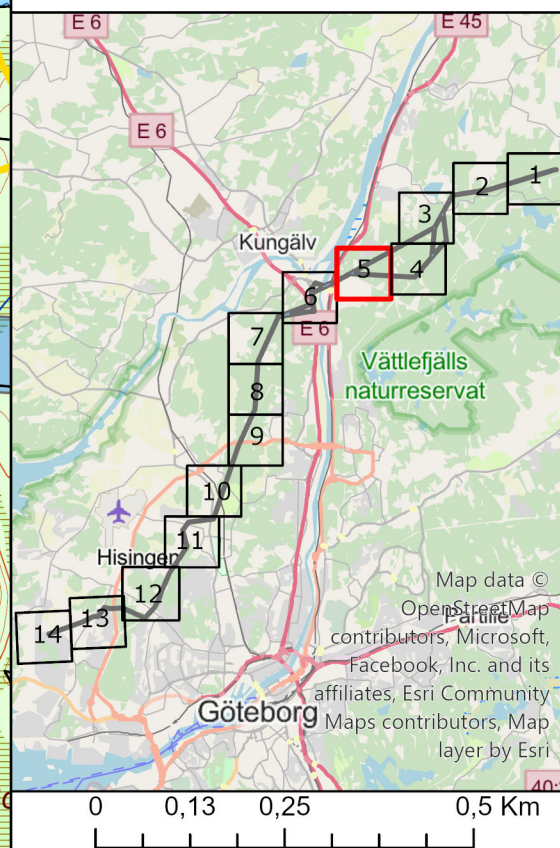 E 6
E 45
E 6
1
2
3
Kungälv
5
4
6
E 6
7
Vättlefjälls
naturreservat
8
9
10
11
Hisingen
12
Map data ©
OpenStreetMap
Partille
13
contributors, Microsoft,
14
Facebook, Inc. and its
affiliates, Esri Community
Göteborg
Maps contributors, Map
layer by Esri
0 0,13 0,25 0,5 Km